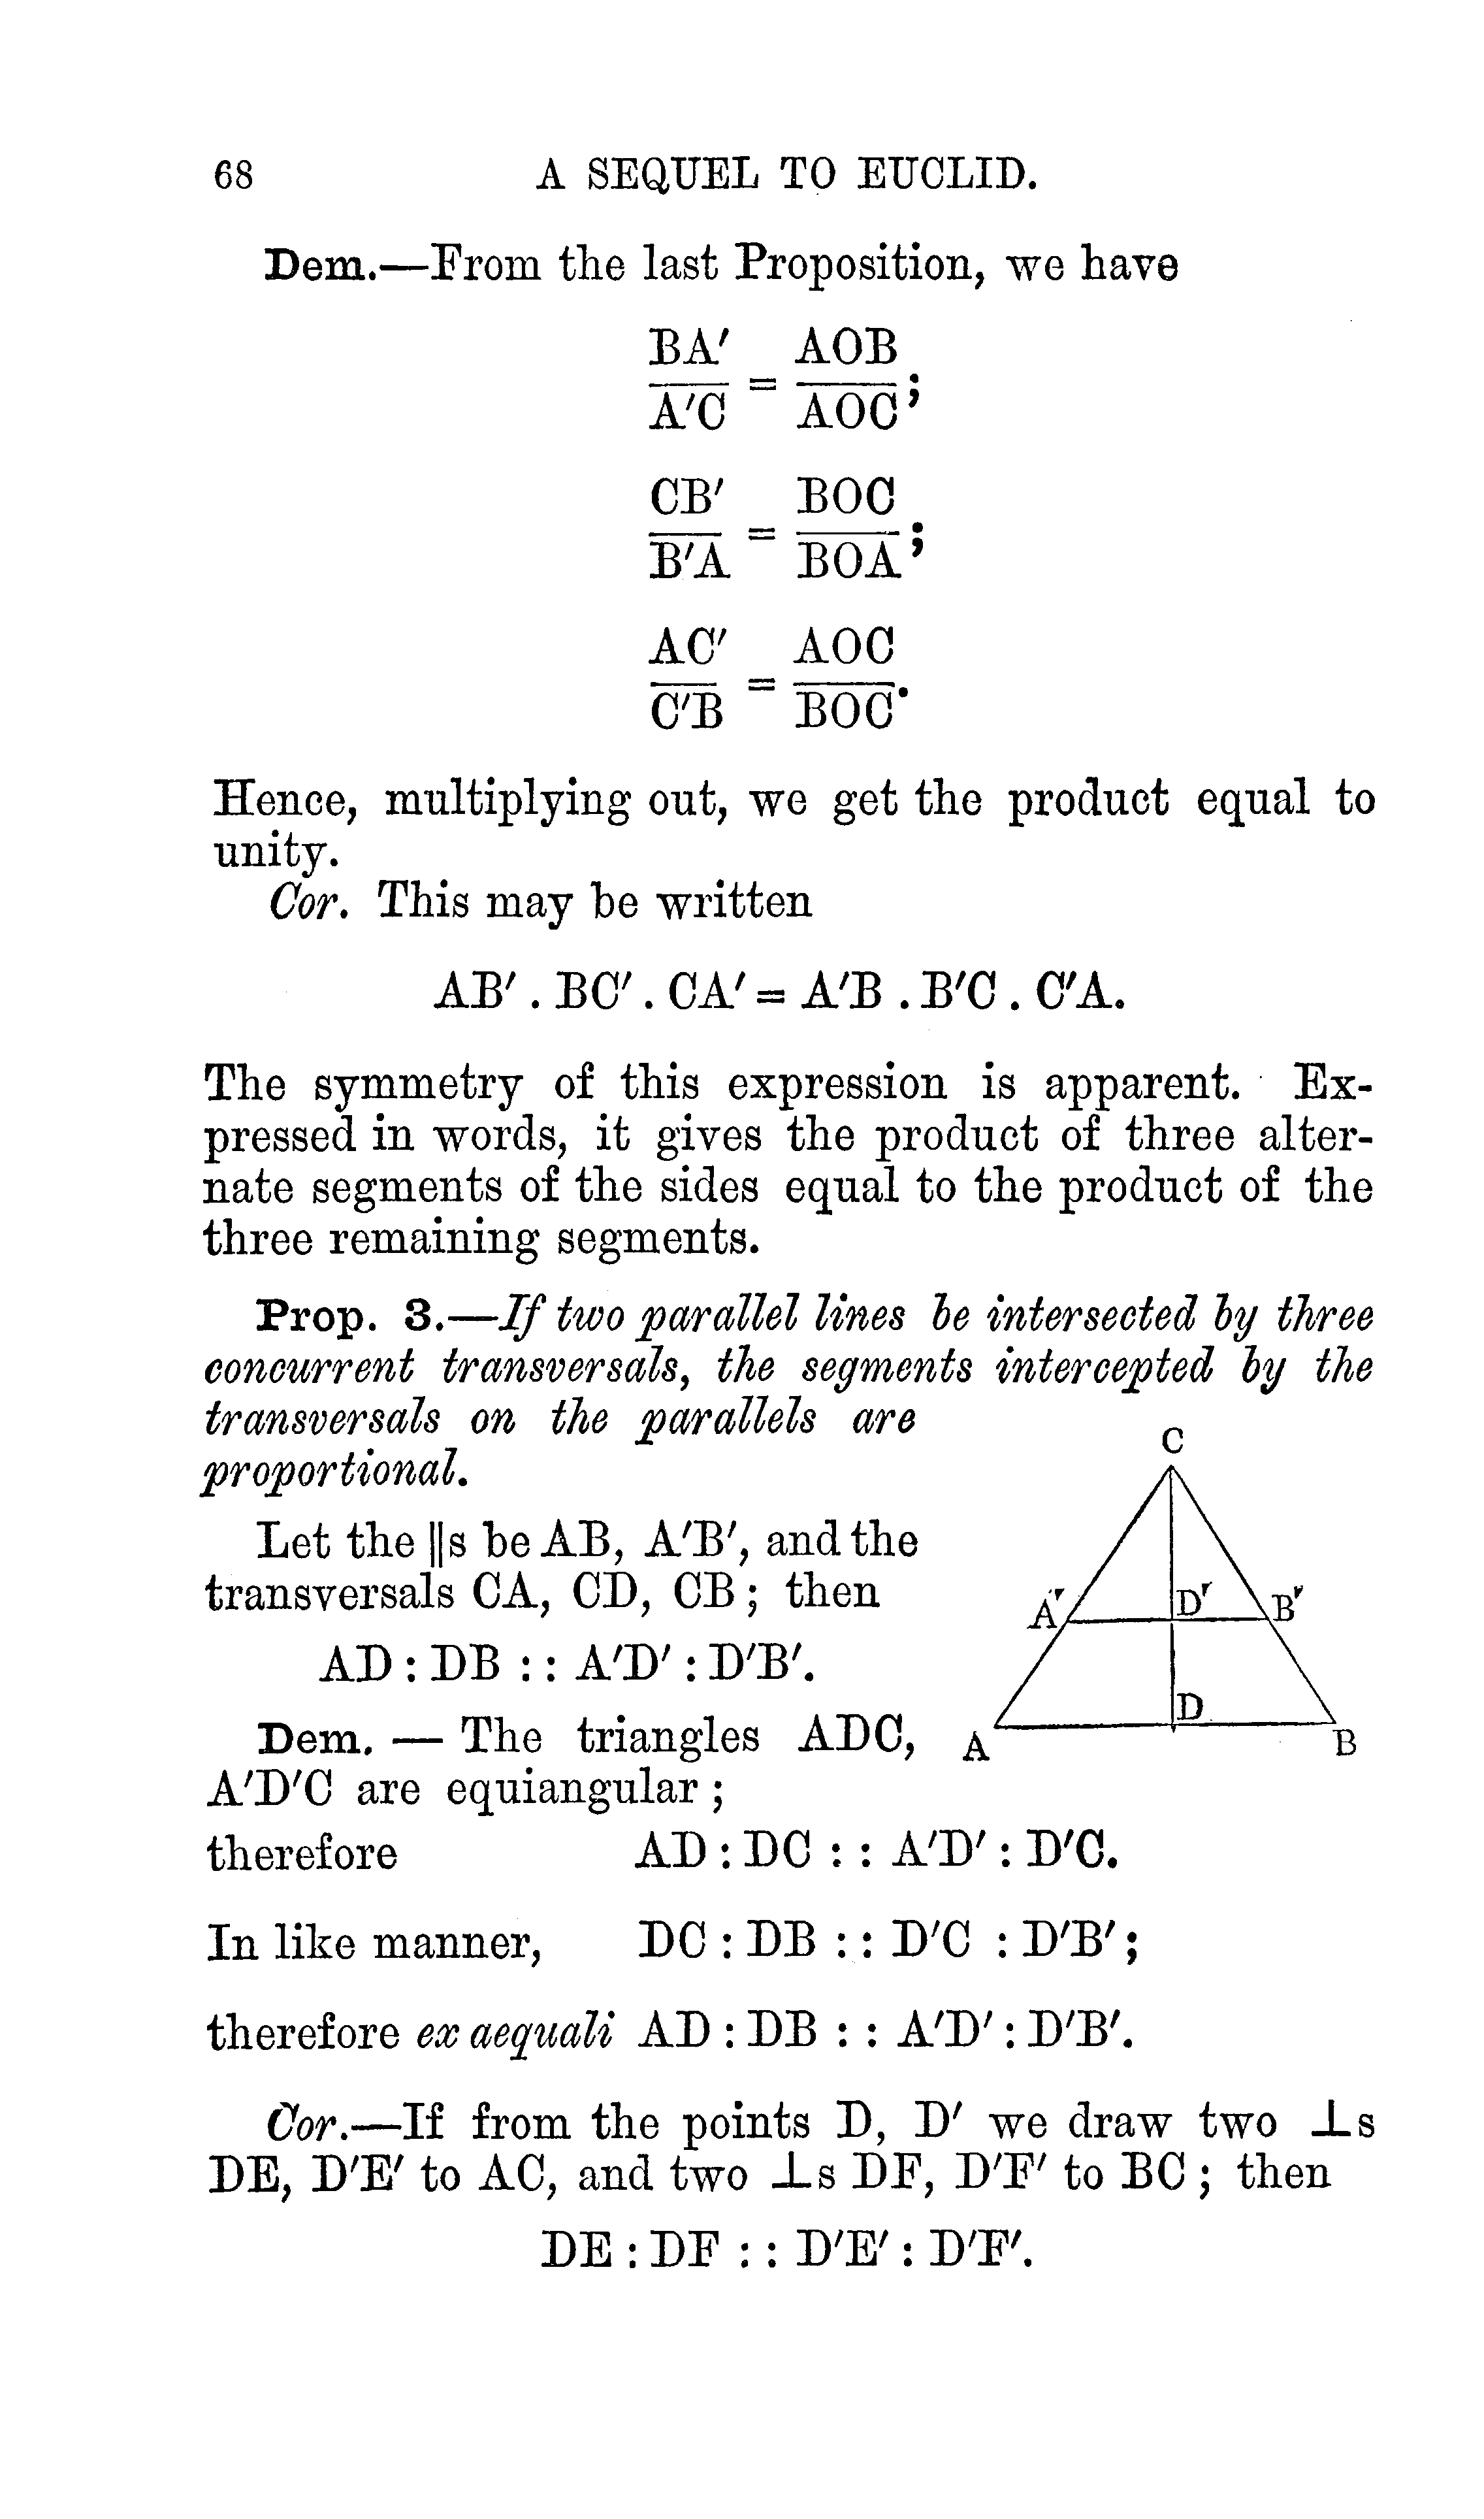 68 A SEQUEL TO EUCLID.
Dem.—From the last Proposition, we have
BA′/A′C = AOB/AOC;
CB′/B′A = BOC/BOA;
AC′/C′B = AOC/BOC.
Hence, multiplying out, we get the product equal to
unity.
Cor. This may be written
AB′ . BC′ . CA′ = A′B . B′C . C′A.
The symmetry of this expression is apparent. Ex-
pressed in words, it gives the product of three alter-
nate segments of the sides equal to the product of the
three remaining segments.
Prop. 3.—If two parallel lines be intersected by three
concurrent transversals, the segments intercepted by the
transversals on the parallels are
proportional.
Let the ||s be AB, A′B′, and the
transversals CA, CD, CB; then
AD : DB :: A′D′ : D′B′.
Dem. — The triangles ADC,
A′D′C are equiangular;
therefore AD : DC :: A′D′ : D′C.
In like manner, DC : DB :: D′C : D′B′;
therefore ex aequali AD : DB :: A′D′ : D′B′.
Cor.—If from the points D, D′ we draw two ⊥s
DE, D′E′ to AC, and two ⊥s DF, D′F′ to BC; then
DE : DF :: D′E′ : D′F′.
C
A′ D′ B′
D
A B